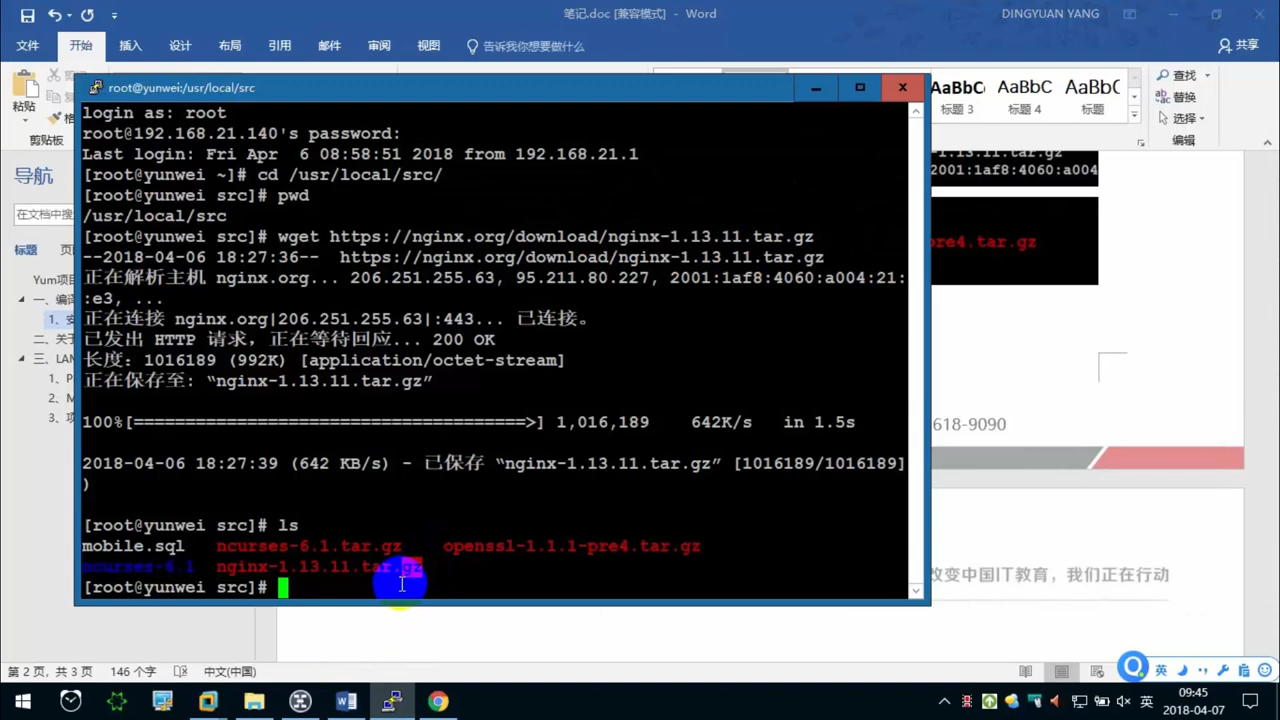 笔记.doc [兼容模式] - Word
DINGYUAN YANG
文件 开始 插入 设计 布局 引用 邮件 审阅 视图 告诉我你想要做什么 共享
粘贴
剪贴板
AaBbC AaBbC AaBb(
标题 3 标题 4 标题
查找
替换
选择
编辑
导航
标题
root@yunwei:/usr/local/src
login as: root
root@192.168.21.140's password:
Last login: Fri Apr  6 08:58:51 2018 from 192.168.21.1
[root@yunwei ~]# cd /usr/local/src/
[root@yunwei src]# pwd
/usr/local/src
[root@yunwei src]# wget https://nginx.org/download/nginx-1.13.11.tar.gz
--2018-04-06 18:27:36--  https://nginx.org/download/nginx-1.13.11.tar.gz
正在解析主机 nginx.org... 206.251.255.63, 95.211.80.227, 2001:1af8:4060:a004:21:
:e3, ...
正在连接 nginx.org|206.251.255.63|:443... 已连接。
已发出 HTTP 请求，正在等待回应... 200 OK
长度：1016189 (992K) [application/octet-stream]
正在保存至: “nginx-1.13.11.tar.gz”
100%[======================================>] 1,016,189    642K/s   in 1.5s
2018-04-06 18:27:39 (642 KB/s) - 已保存 “nginx-1.13.11.tar.gz” [1016189/1016189]
)
[root@yunwei src]# ls
mobile.sql   ncurses-6.1.tar.gz    openssl-1.1.1-pre4.tar.gz
ncurses-6.1  nginx-1.13.11.tar.gz
[root@yunwei src]#
2001:1af8:4060:a004
pre4.tar.gz
618-9090
改变中国IT教育，我们正在行动
第 2 页，共 3 页 146 个字 中文(中国)
英
英
09:45
2018-04-07